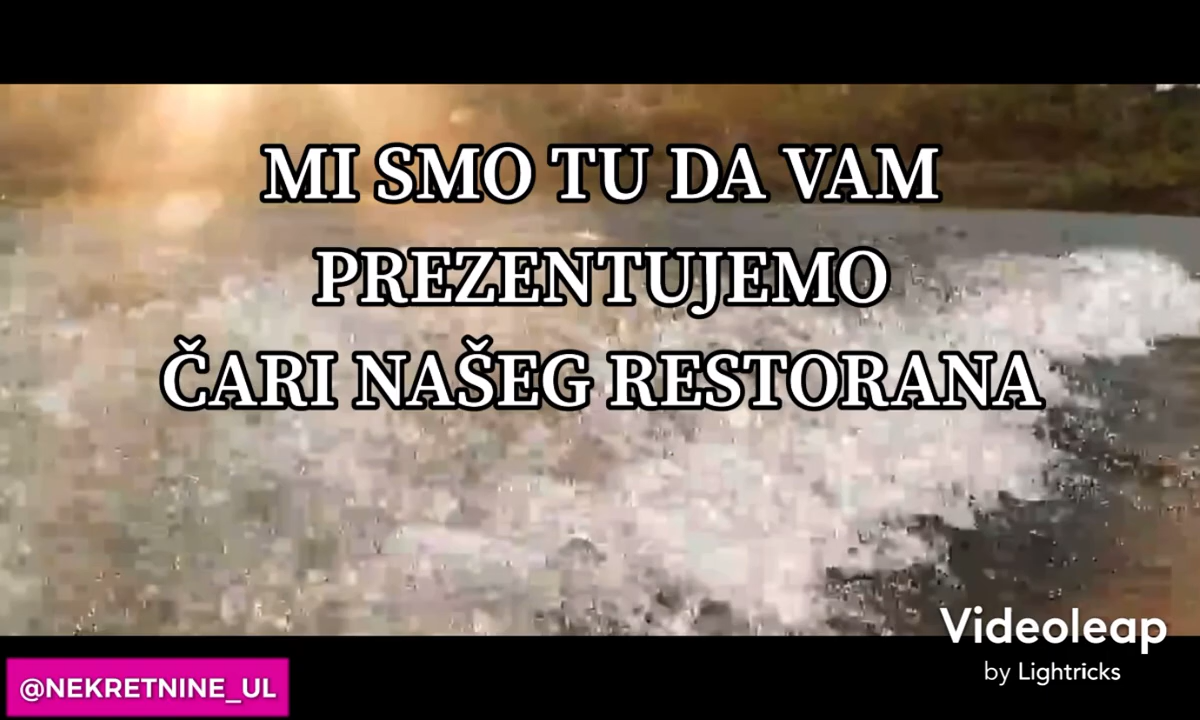 MI SMO TU DA VAM
PREZENTUJEMO
ČARI NAŠEG RESTORANA
Videoleap
by Lightricks
@NEKRETNINE_UL